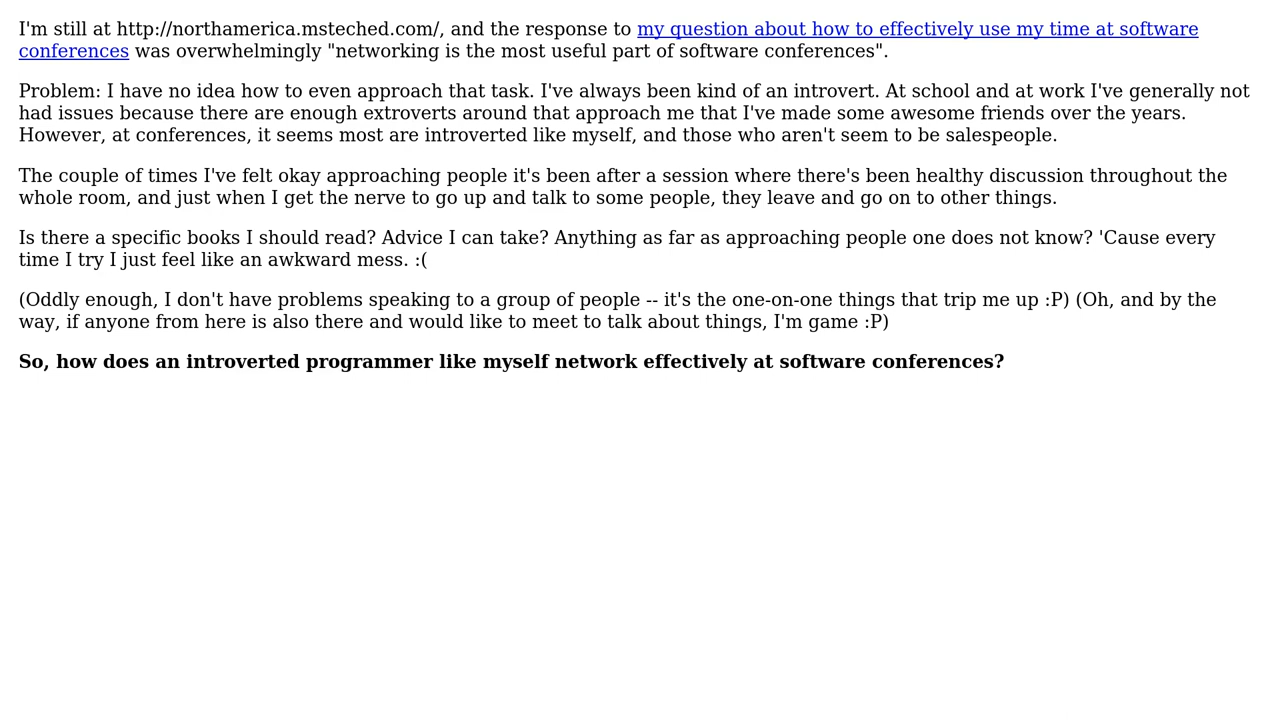 I'm still at http://northamerica.msteched.com/, and the response to my question about how to effectively use my time at software
conferences was overwhelmingly "networking is the most useful part of software conferences".
Problem: I have no idea how to even approach that task. I've always been kind of an introvert. At school and at work I've generally not
had issues because there are enough extroverts around that approach me that I've made some awesome friends over the years.
However, at conferences, it seems most are introverted like myself, and those who aren't seem to be salespeople.
The couple of times I've felt okay approaching people it's been after a session where there's been healthy discussion throughout the
whole room, and just when I get the nerve to go up and talk to some people, they leave and go on to other things.
Is there a specific books I should read? Advice I can take? Anything as far as approaching people one does not know? 'Cause every
time I try I just feel like an awkward mess. :(
(Oddly enough, I don't have problems speaking to a group of people -- it's the one-on-one things that trip me up :P) (Oh, and by the
way, if anyone from here is also there and would like to meet to talk about things, I'm game :P)
So, how does an introverted programmer like myself network effectively at software conferences?